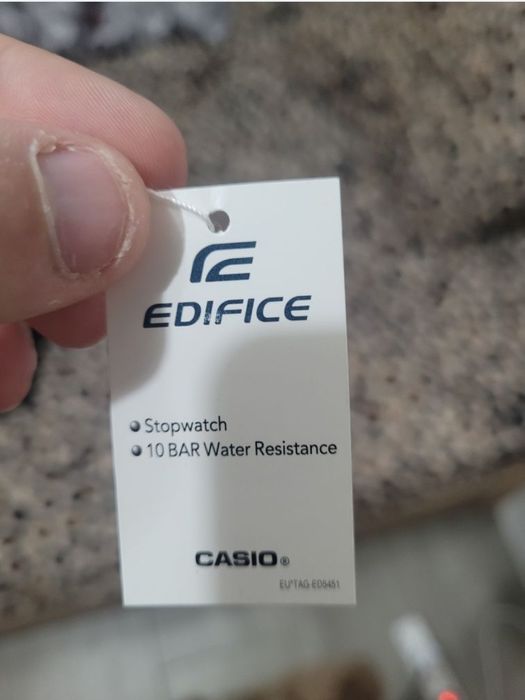 EDIFICE
Stopwatch
10 BAR Water Resistance
CASIO®
EU*TAG-ED5451